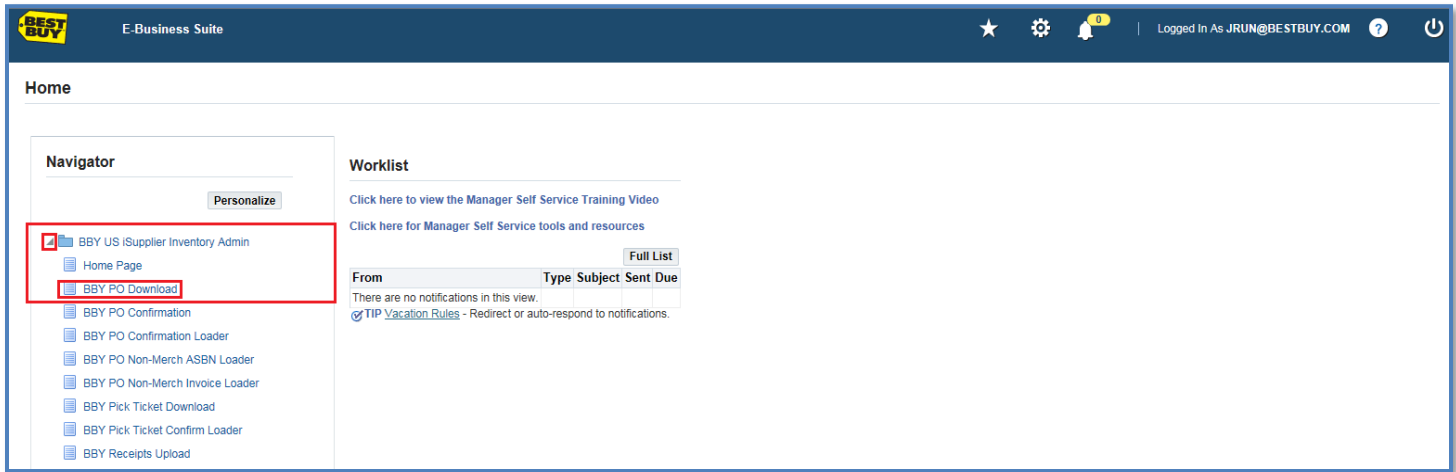 BEST
BUY
E-Business Suite
0
Logged In As JRUN@BESTBUY.COM
?
Home
Navigator
Personalize
BBY US iSupplier Inventory Admin
Home Page
BBY PO Download
BBY PO Confirmation
BBY PO Confirmation Loader
BBY PO Non-Merch ASBN Loader
BBY PO Non-Merch Invoice Loader
BBY Pick Ticket Download
BBY Pick Ticket Confirm Loader
BBY Receipts Upload
Worklist
Click here to view the Manager Self Service Training Video
Click here for Manager Self Service tools and resources
Full List
From Type Subject Sent Due
There are no notifications in this view.
TIP Vacation Rules - Redirect or auto-respond to notifications.